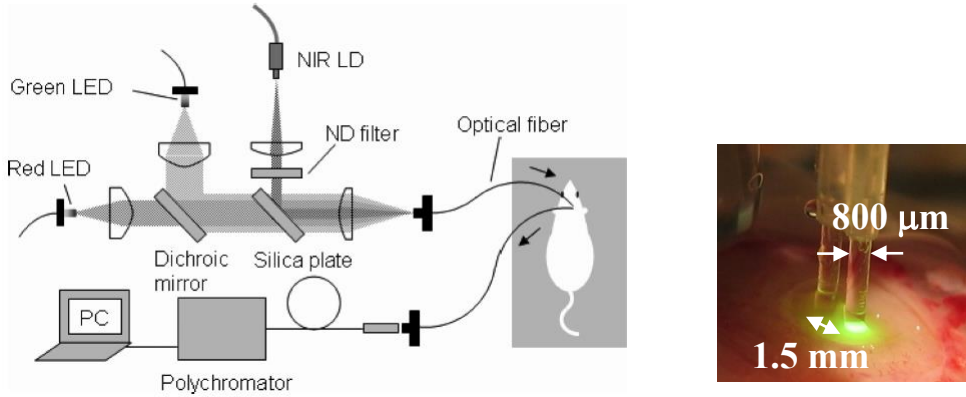 NIR LD
Green LED
ND filter
Optical fiber
Red LED
Dichroic
mirror
Silica plate
PC
Polychromator
800 μm
1.5 mm